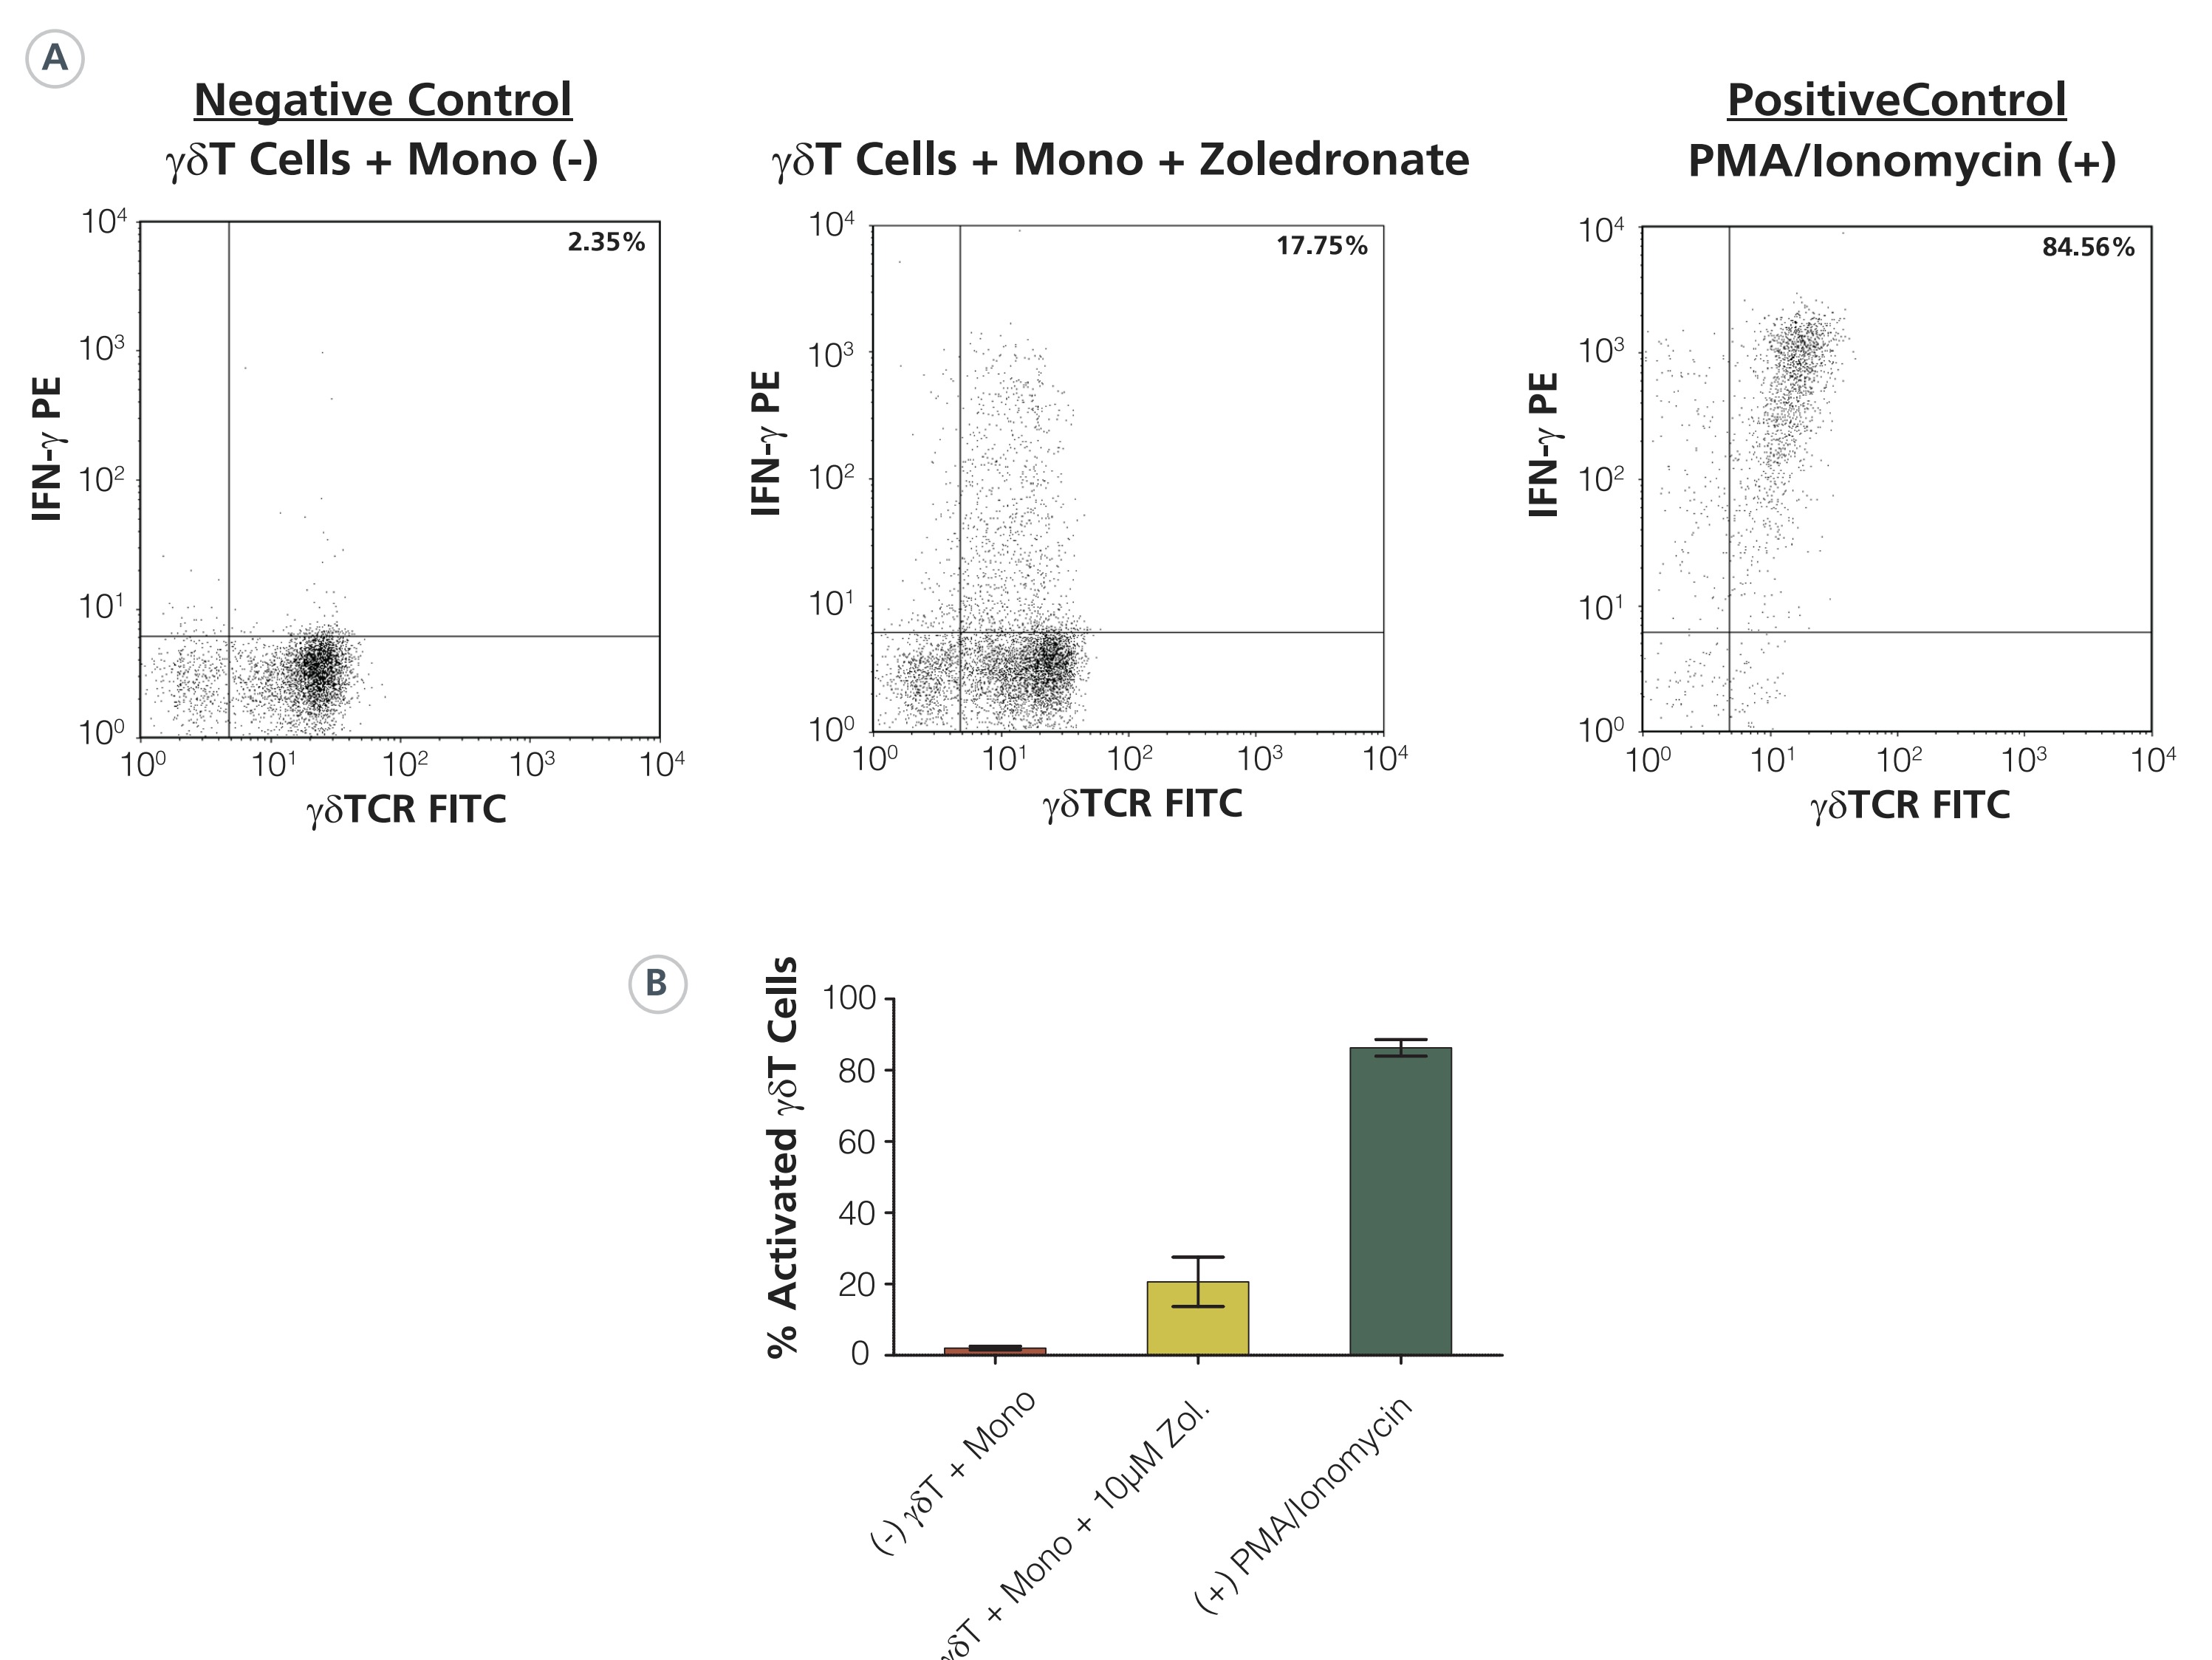 A
Negative Control
γδT Cells + Mono (-)
γδT Cells + Mono + Zoledronate
PositiveControl
PMA/Ionomycin (+)
10⁴
10³
10²
10¹
10⁰
IFN-γ PE
2.35%
10⁰ 10¹ 10² 10³ 10⁴
γδTCR FITC
10⁴
10³
10²
10¹
10⁰
IFN-γ PE
17.75%
10⁰ 10¹ 10² 10³ 10⁴
γδTCR FITC
10⁴
10³
10²
10¹
10⁰
IFN-γ PE
84.56%
10⁰ 10¹ 10² 10³ 10⁴
γδTCR FITC
B
% Activated γδT Cells
100
80
60
40
20
0
(-) γδT + Mono
γδT + Mono + 10µM Zol.
(+) PMA/Ionomycin